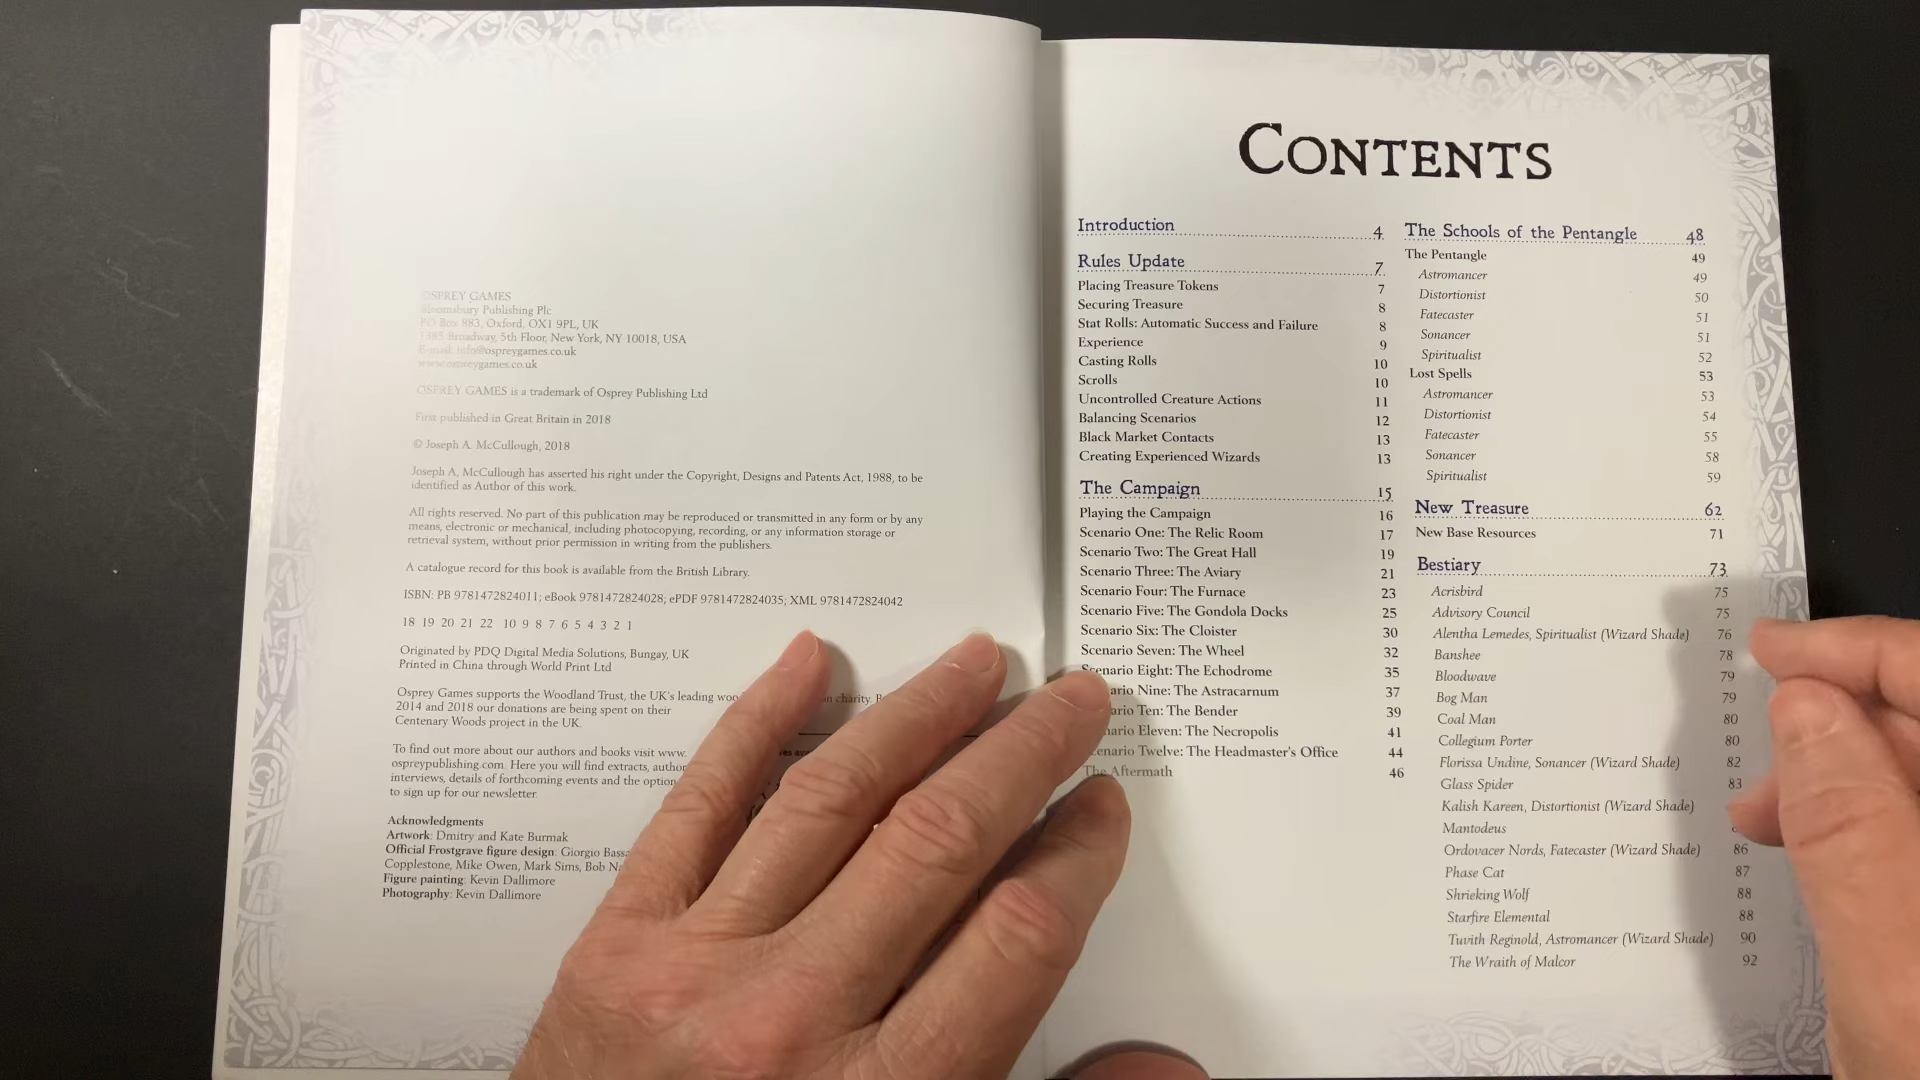 OSPREY GAMES
Bloomsbury Publishing Plc
PO Box 883, Oxford, OX1 9PL, UK
1385 Broadway, 5th Floor, New York, NY 10018, USA
E-mail: info@ospreygames.co.uk
www.ospreygames.co.uk
OSPREY GAMES is a trademark of Osprey Publishing Ltd
First published in Great Britain in 2018
© Joseph A. McCullough, 2018
Joseph A. McCullough has asserted his right under the Copyright, Designs and Patents Act, 1988, to be
identified as Author of this work.
All rights reserved. No part of this publication may be reproduced or transmitted in any form or by any
means, electronic or mechanical, including photocopying, recording, or any information storage or
retrieval system, without prior permission in writing from the publishers.
A catalogue record for this book is available from the British Library.
ISBN: PB 9781472824011; eBook 9781472824028; ePDF 9781472824035; XML 9781472824042
18 19 20 21 22 10 9 8 7 6 5 4 3 2 1
Originated by PDQ Digital Media Solutions, Bungay, UK
Printed in China through World Print Ltd
Osprey Games supports the Woodland Trust, the UK's leading charity.
2014 and 2018 our donations are being spent on their
Centenary Woods project in the UK.
To find out more about our authors and books visit www.
ospreypublishing.com. Here you will find extracts, author
interviews, details of forthcoming events and the option
to sign up for our newsletter.
Acknowledgments
Artwork: Dmitry and Kate Burmak
Official Frostgrave figure design: Giorgio
Copplestone, Mike Owen, Mark Sims, Bob
Figure painting: Kevin Dallimore
Photography: Kevin Dallimore
CONTENTS
Introduction 4
Rules Update 7
Placing Treasure Tokens 7
Securing Treasure 8
Stat Rolls: Automatic Success and Failure 8
Experience 9
Casting Rolls 10
Scrolls 10
Uncontrolled Creature Actions 11
Balancing Scenarios 12
Black Market Contacts 13
Creating Experienced Wizards 13
The Campaign 15
Playing the Campaign 16
Scenario One: The Relic Room 17
Scenario Two: The Great Hall 19
Scenario Three: The Aviary 21
Scenario Four: The Furnace 23
Scenario Five: The Gondola Docks 25
Scenario Six: The Cloister 30
Scenario Seven: The Wheel 32
Scenario Eight: The Echodrome 35
Scenario Nine: The Astracarnum 37
Scenario Ten: The Bender 39
Scenario Eleven: The Necropolis 41
Scenario Twelve: The Headmaster's Office 44
The Aftermath 46
The Schools of the Pentangle 48
The Pentangle 49
Astromancer 49
Distortionist 50
Fatecaster 51
Sonancer 51
Spiritualist 52
Lost Spells 53
Astromancer 53
Distortionist 54
Fatecaster 55
Sonancer 58
Spiritualist 59
New Treasure 62
New Base Resources 71
Bestiary 73
Acrisbird 75
Advisory Council 75
Alentha Lemedes, Spiritualist (Wizard Shade) 76
Banshee 78
Bloodwave 79
Bog Man 79
Coal Man 80
Collegium Porter 80
Florissa Undine, Sonancer (Wizard Shade) 82
Glass Spider 83
Kalish Kareen, Distortionist (Wizard Shade)
Mantodeus
Ordovacer Nords, Fatecaster (Wizard Shade) 86
Phase Cat 87
Shrieking Wolf 88
Starfire Elemental 88
Tuvith Reginold, Astromancer (Wizard Shade) 90
The Wraith of Malcor 92